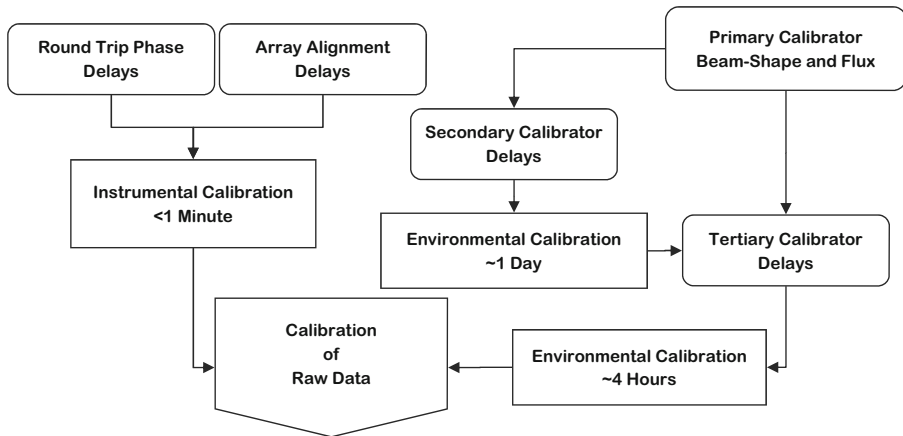 Round Trip Phase
Delays
Array Alignment
Delays
Primary Calibrator
Beam-Shape and Flux
Secondary Calibrator
Delays
Instrumental Calibration
<1 Minute
Environmental Calibration
~1 Day
Tertiary Calibrator
Delays
Calibration
of
Raw Data
Environmental Calibration
~4 Hours